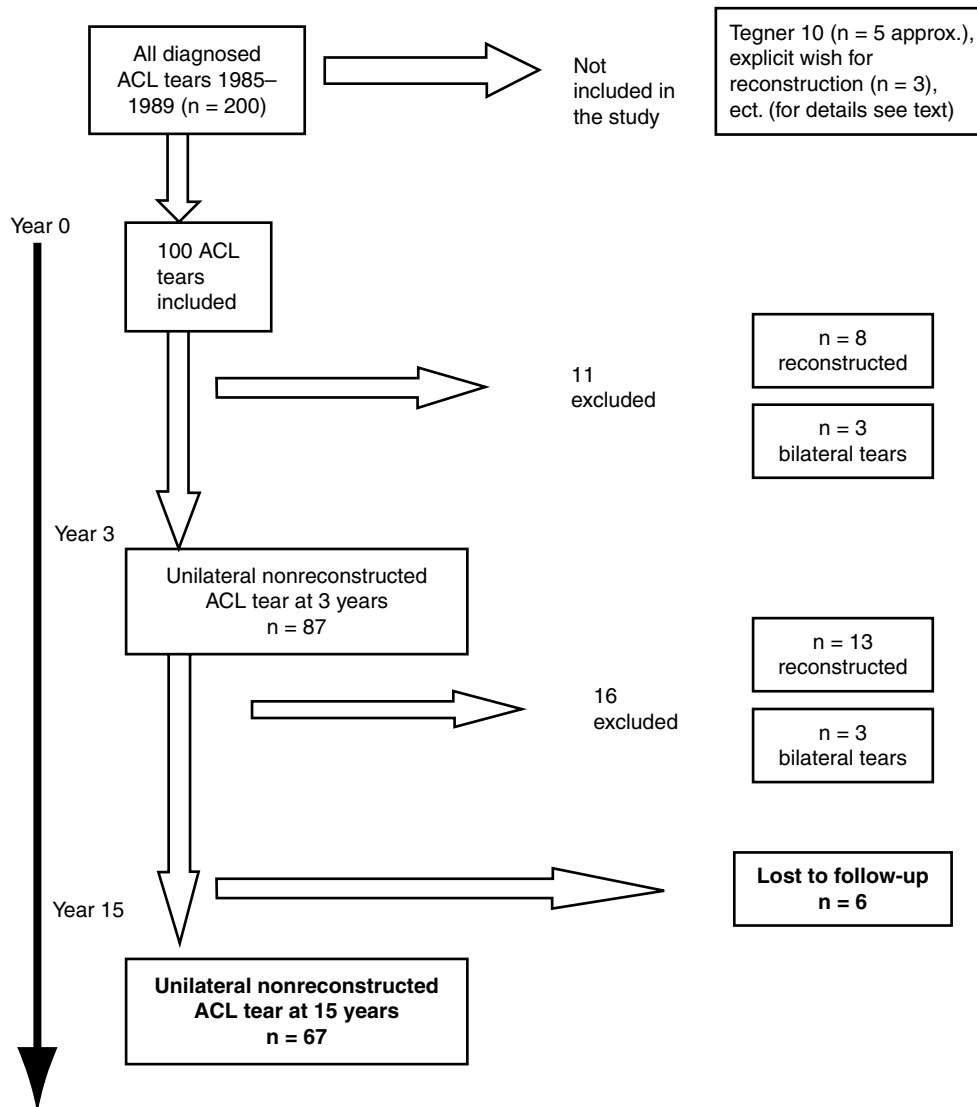 All diagnosed
ACL tears 1985–
1989 (n = 200)
Not
included in
the study
Tegner 10 (n = 5 approx.),
explicit wish for
reconstruction (n = 3),
ect. (for details see text)
Year 0
100 ACL
tears
included
11
excluded
n = 8
reconstructed
n = 3
bilateral tears
Year 3
Unilateral nonreconstructed
ACL tear at 3 years
n = 87
16
excluded
n = 13
reconstructed
n = 3
bilateral tears
Lost to follow-up
n = 6
Year 15
Unilateral nonreconstructed
ACL tear at 15 years
n = 67